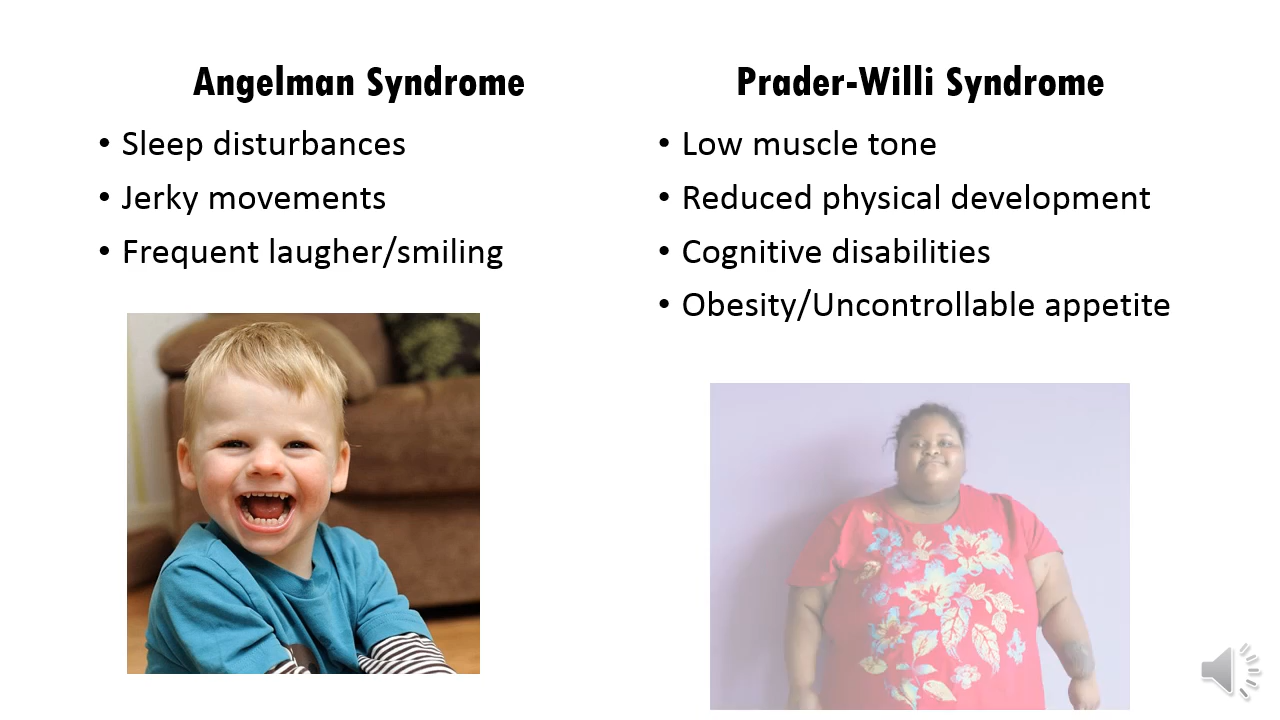 Angelman Syndrome
• Sleep disturbances
• Jerky movements
• Frequent laugher/smiling
Prader-Willi Syndrome
• Low muscle tone
• Reduced physical development
• Cognitive disabilities
• Obesity/Uncontrollable appetite